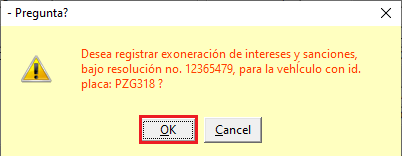 - Pregunta?
Desea registrar exoneración de intereses y sanciones,
bajo resolución no. 12365479, para la vehículo con id.
placa: PZG318 ?
OK
Cancel